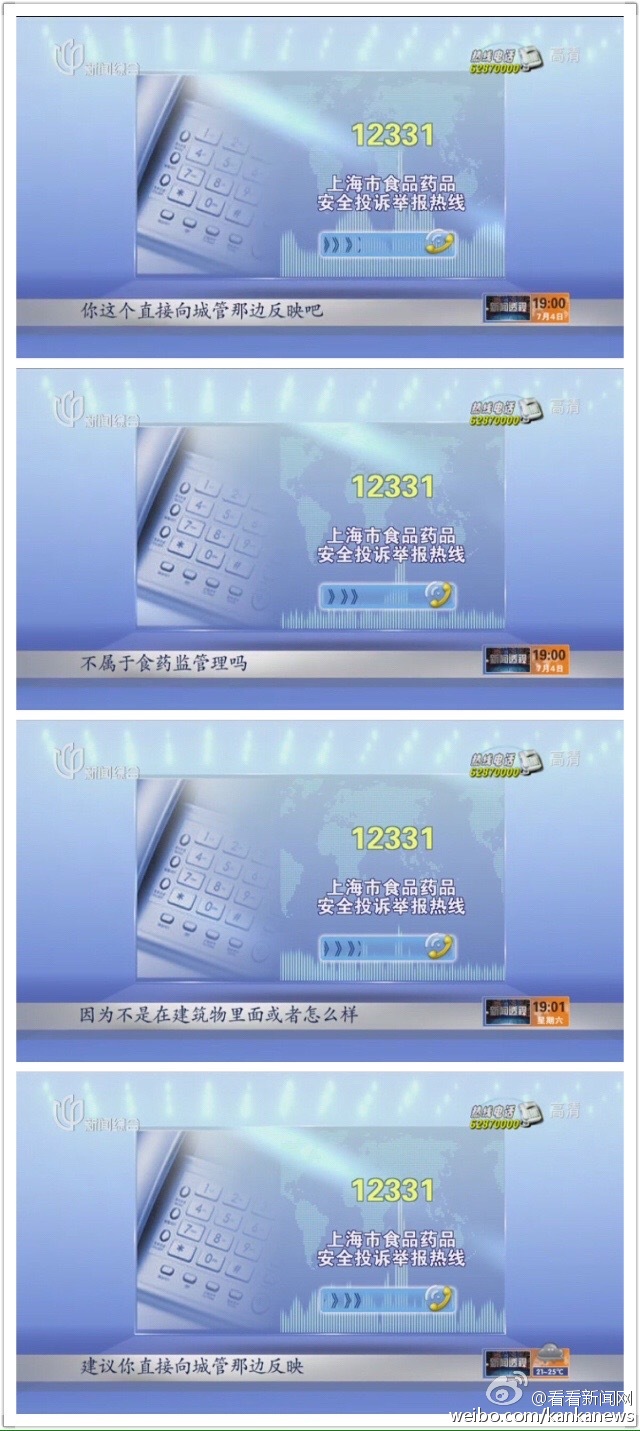 新闻综合
热线电话
62870000
高清
12331
上海市食品药品
安全投诉举报热线
你这个直接向城管那边反映吧
新闻透视
19:00
7月4日
新闻综合
热线电话
62870000
高清
12331
上海市食品药品
安全投诉举报热线
不属于食药监管理吗
新闻透视
19:00
7月4日
新闻综合
热线电话
62870000
高清
12331
上海市食品药品
安全投诉举报热线
因为不是在建筑物里面或者怎么样
新闻透视
19:01
星期六
新闻综合
热线电话
62870000
高清
12331
上海市食品药品
安全投诉举报热线
建议你直接向城管那边反映
新闻透视
21~25℃
@看看新闻网
weibo.com/kankanews